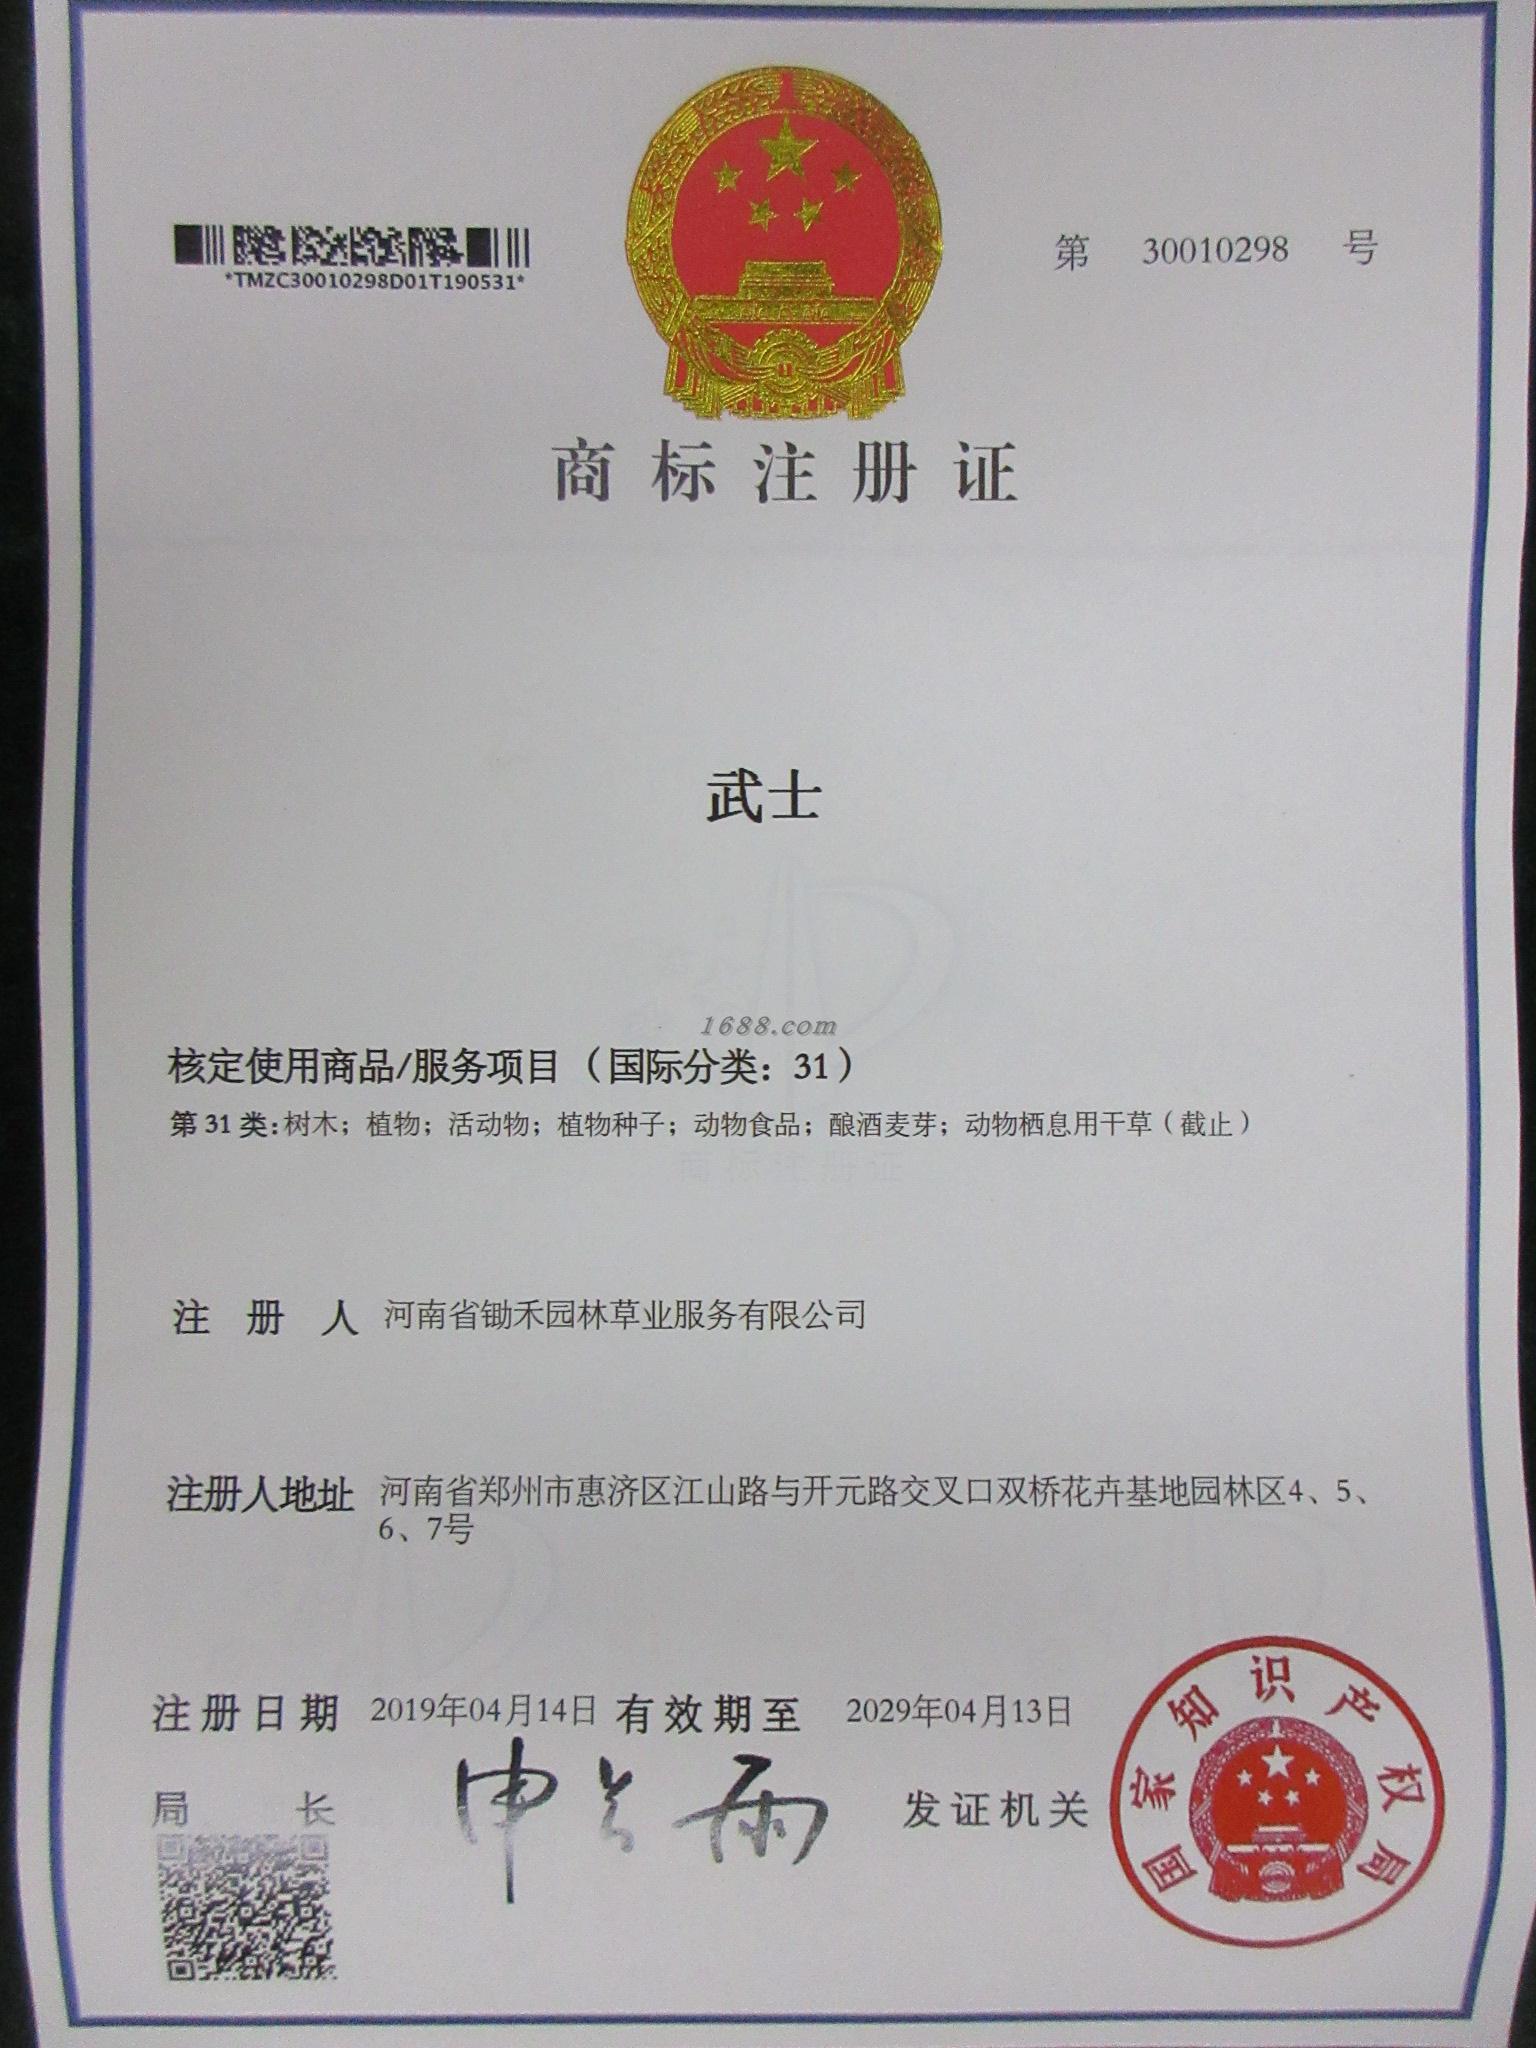 *TMZC30010298D01T190531*
第 30010298 号
商标注册证
武士
1688.com
核定使用商品/服务项目（国际分类：31）
第 31 类：树木；植物；活动物；植物种子；动物食品；酿酒麦芽；动物栖息用干草（截止）
商标注册证
注册人 河南省锄禾园林草业服务有限公司
注册人地址 河南省郑州市惠济区江山路与开元路交叉口双桥花卉基地园林区4、5、
6、7号
注册日期 2019年04月14日 有效期至 2029年04月13日
局长 申长雨 发证机关
国家知识产权局